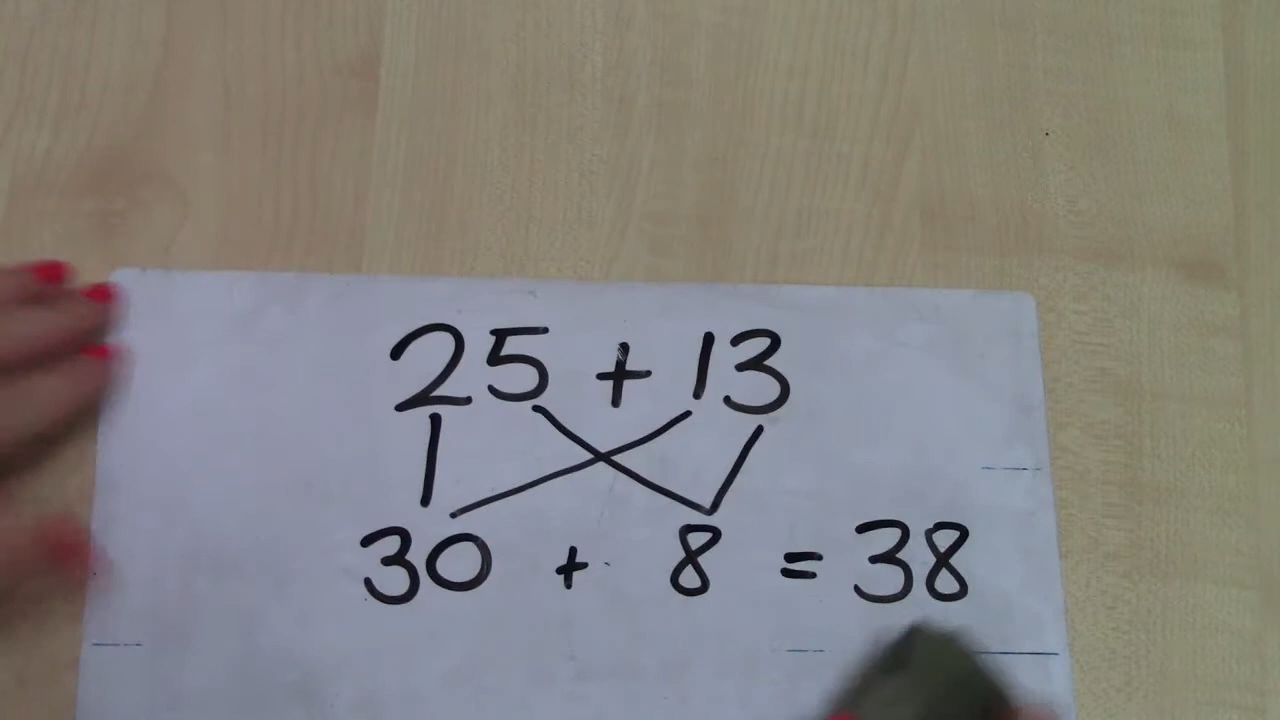 25 + 13
30 + 8 = 38